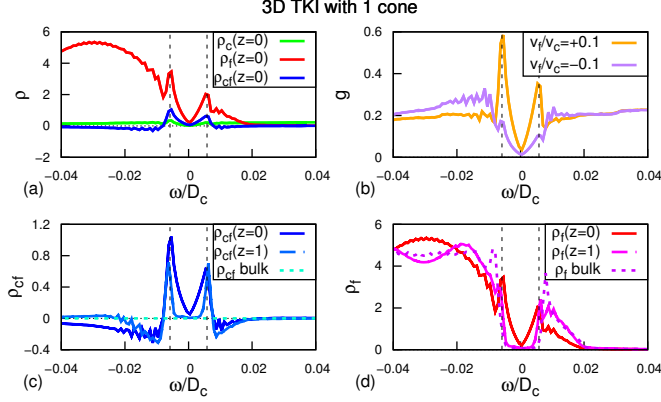 3D TKI with 1 cone
6
4
2
0
−2
ρ
ρc(z=0)
ρf(z=0)
ρcf(z=0)
−0.04 −0.02 0 0.02 0.04
(a)
ω/Dc
0.6
0.4
0.2
0
g
vf/vc=+0.1
vf/vc=−0.1
−0.04 −0.02 0 0.02 0.04
(b)
ω/Dc
1.2
0.8
0.4
0
−0.4
ρcf
ρcf(z=0)
ρcf(z=1)
ρcf bulk
−0.04 −0.02 0 0.02 0.04
(c)
ω/Dc
6
4
2
0
ρf
ρf(z=0)
ρf(z=1)
ρf bulk
−0.04 −0.02 0 0.02 0.04
(d)
ω/Dc